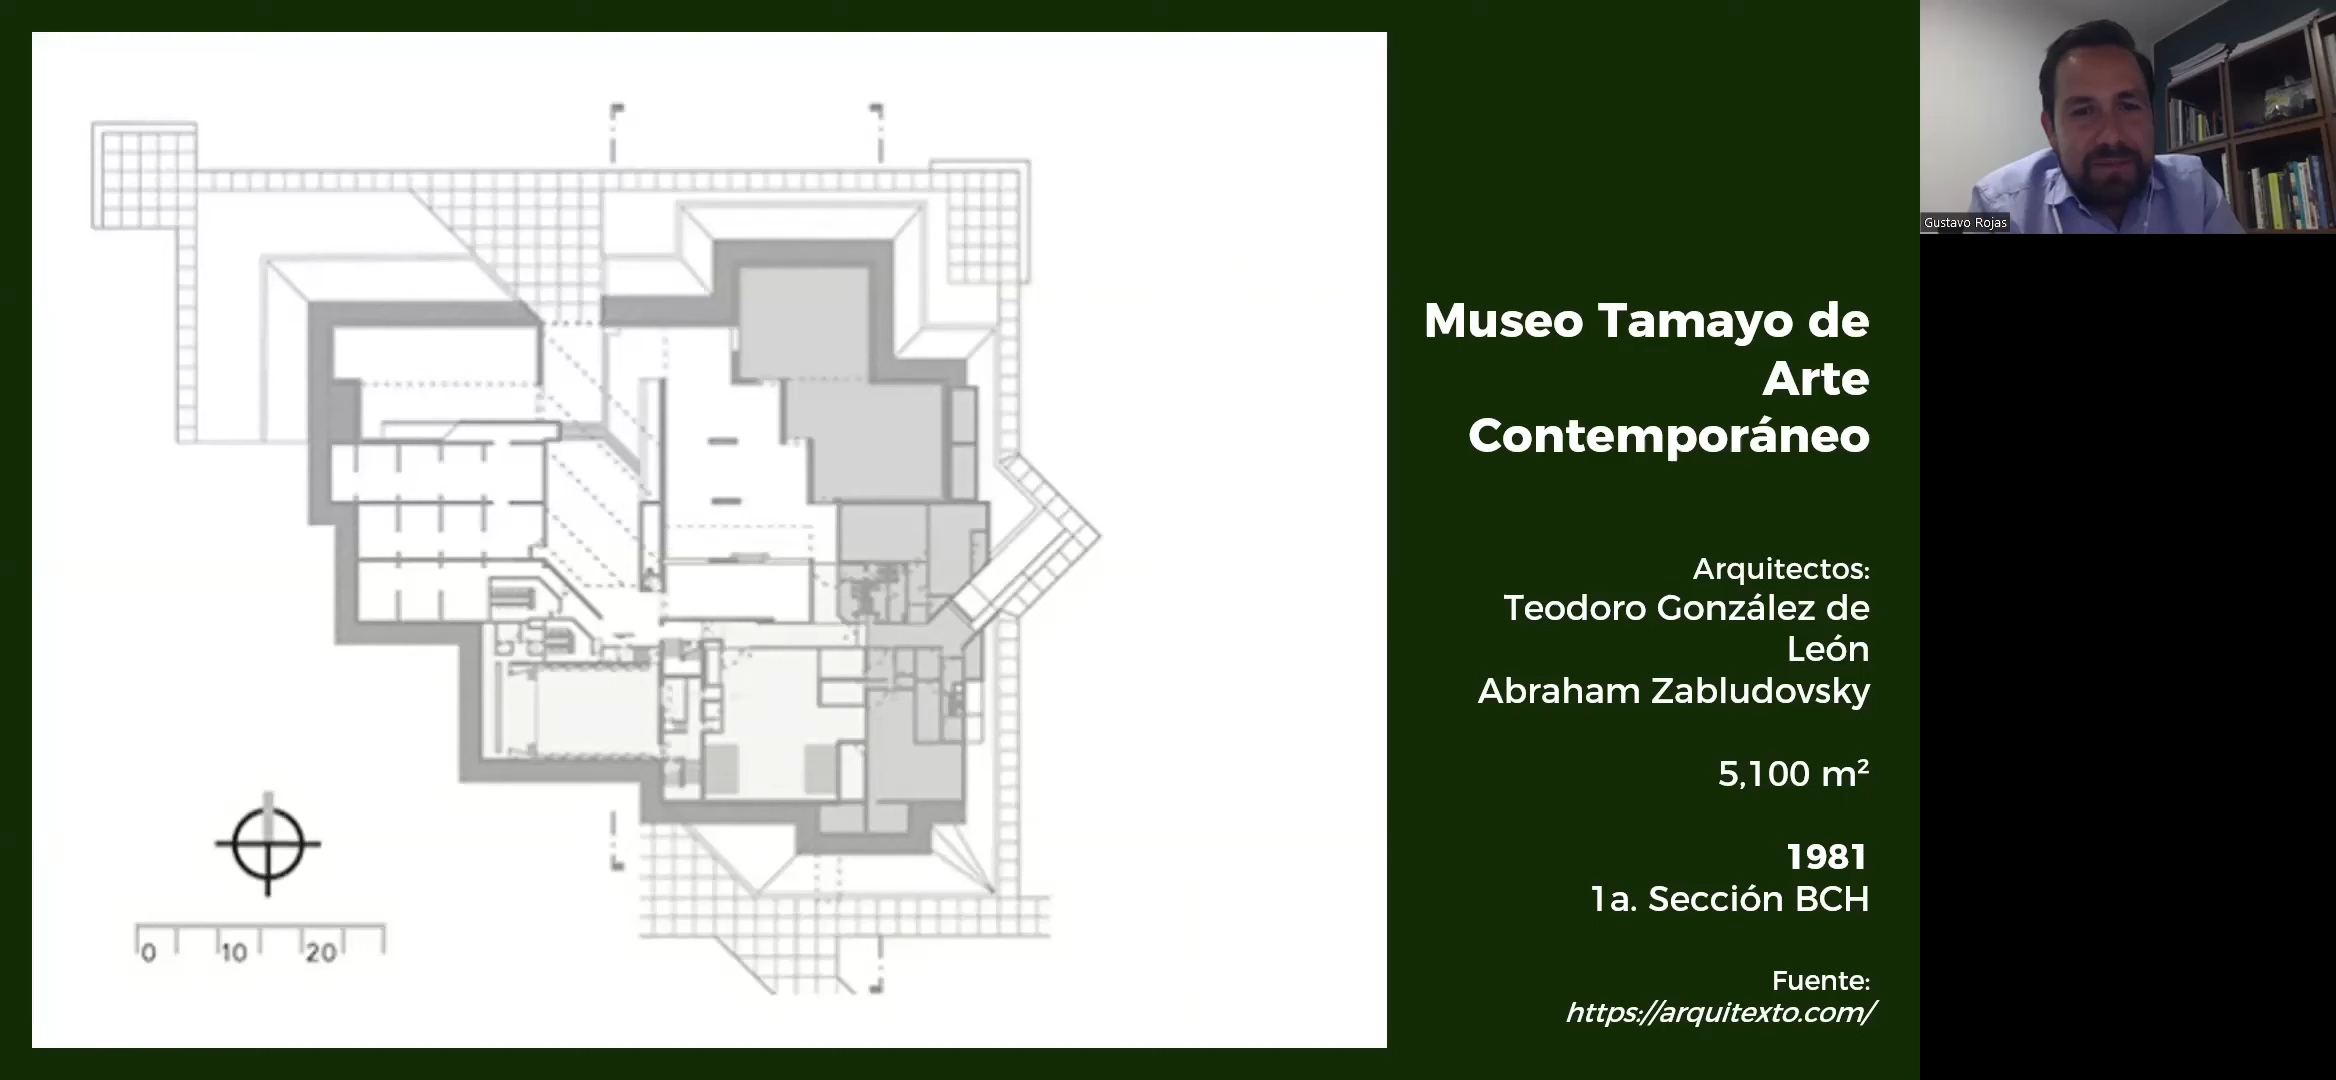 Gustavo Rojas
Museo Tamayo de
Arte
Contemporáneo
Arquitectos:
Teodoro González de
León
Abraham Zabludovsky
5,100 m²
1981
1a. Sección BCH
Fuente:
https://arquitexto.com/
0 10 20